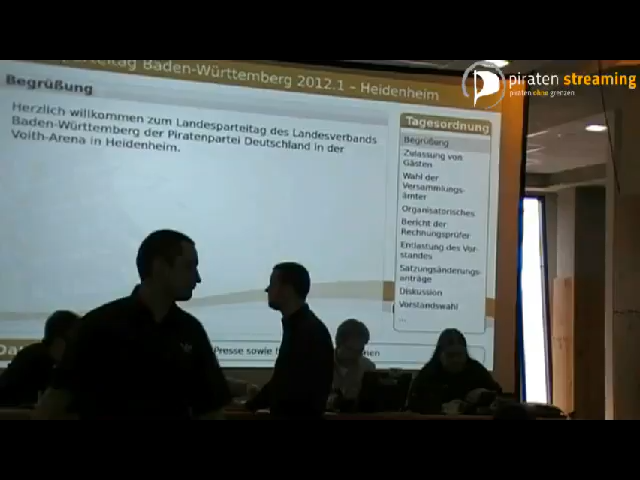 parteitag Baden-Württemberg 2012.1 - Heidenheim
piraten streaming
piraten ohne grenzen
Begrüßung
Herzlich willkommen zum Landesparteitag des Landesverbands
Baden-Württemberg der Piratenpartei Deutschland in der
Voith-Arena in Heidenheim.
Tagesordnung
Begrüßung
Zulassung von
Gästen
Wahl der
Versammlungs-
ämter
Organisatorisches
Bericht der
Rechnungsprüfer
Entlastung des Vor-
standes
Satzungsänderungs-
anträge
Diskussion
Vorstandswahl
...
Presse sowie